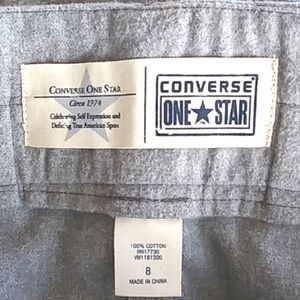 CONVERSE ONE STAR
Circa 1974
Celebrating Self Expression and
Defining True American Sport
CONVERSE
ONE★STAR
100% COTTON
RN17730
VN1161300
8
MADE IN CHINA